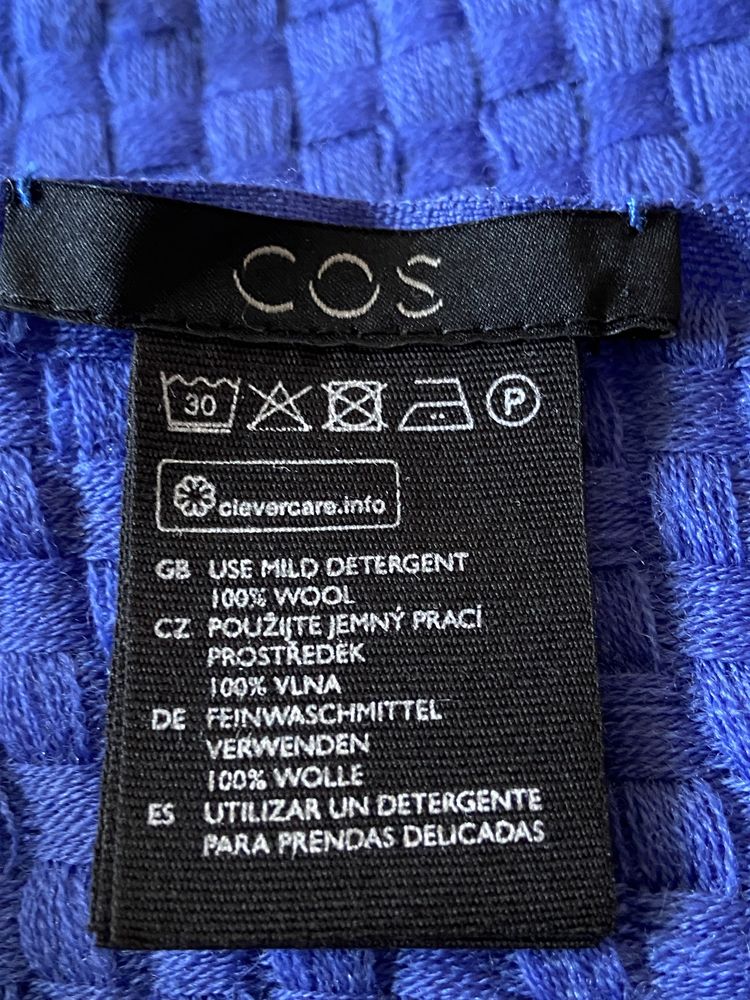 COS
30 P
clevercare.info
GB USE MILD DETERGENT
100% WOOL
CZ POUŽIJTE JEMNÝ PRACÍ
PROSTŘEDEK
100% VLNA
DE FEINWASCHMITTEL
VERWENDEN
100% WOLLE
ES UTILIZAR UN DETERGENTE
PARA PRENDAS DELICADAS